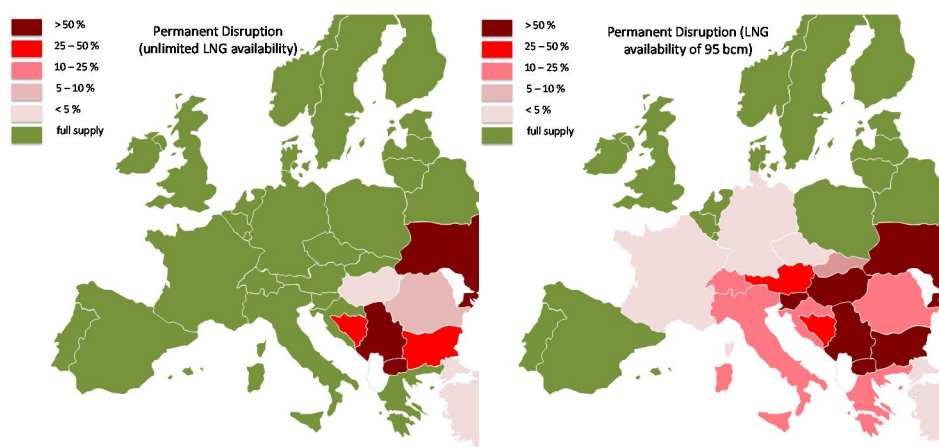 > 50 %
25 – 50 %
10 – 25 %
5 – 10 %
< 5 %
full supply
Permanent Disruption
(unlimited LNG availability)
> 50 %
25 – 50 %
10 – 25 %
5 – 10 %
< 5 %
full supply
Permanent Disruption (LNG
availability of 95 bcm)